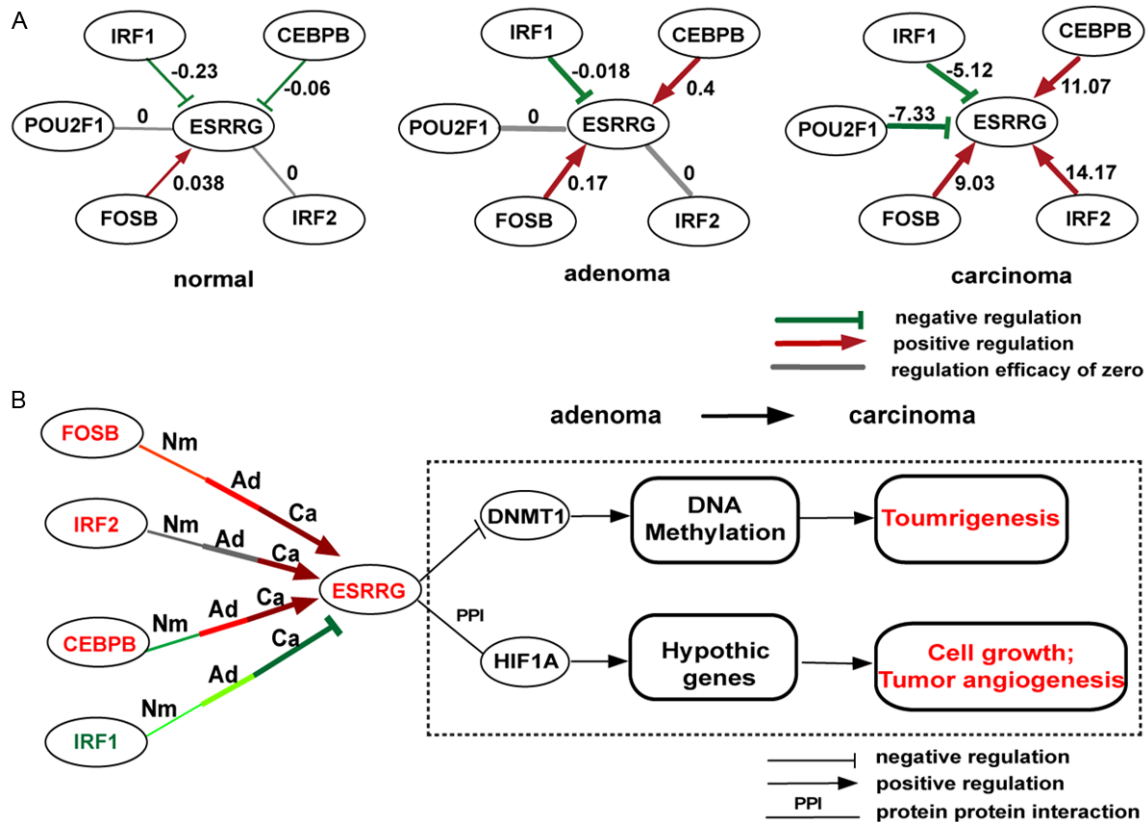 A
IRF1
CEBPB
-0.23
-0.06
POU2F1
0
ESRRG
0.038
0
FOSB
IRF2
normal
IRF1
CEBPB
-0.018
0.4
POU2F1
0
ESRRG
0.17
0
FOSB
IRF2
adenoma
IRF1
CEBPB
-5.12
11.07
POU2F1
-7.33
ESRRG
9.03
14.17
FOSB
IRF2
carcinoma
negative regulation
positive regulation
regulation efficacy of zero
B
adenoma
carcinoma
FOSB
Nm
Ad
Ca
IRF2
Nm
Ad
Ca
CEBPB
Nm
Ad
Ca
IRF1
Nm
Ad
Ca
ESRRG
DNMT1
DNA
Methylation
Toumrigenesis
PPI
HIF1A
Hypothic
genes
Cell growth;
Tumor angiogenesis
negative regulation
positive regulation
PPI
protein protein interaction